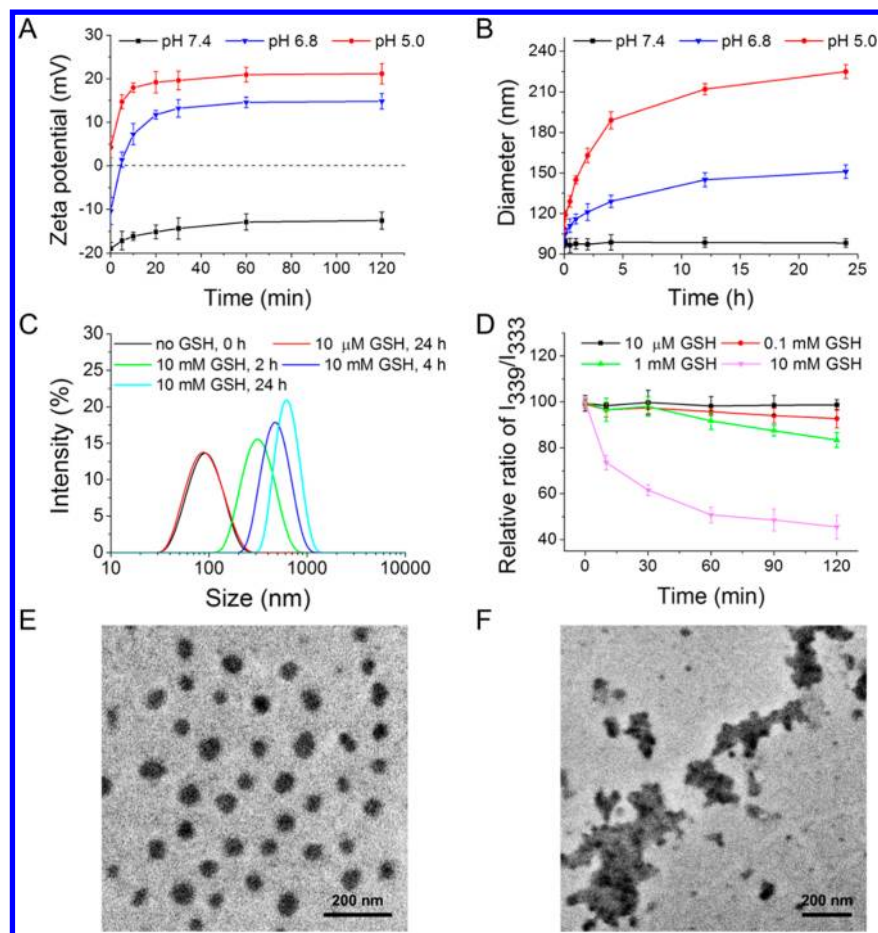 A
pH 7.4 pH 6.8 pH 5.0
Zeta potential (mV)
30
20
10
0
-10
-20
0 20 40 60 80 100 120
Time (min)
B
pH 7.4 pH 6.8 pH 5.0
Diameter (nm)
240
210
180
150
120
90
0 5 10 15 20 25
Time (h)
C
no GSH, 0 h 10 μM GSH, 24 h
10 mM GSH, 2 h 10 mM GSH, 4 h
10 mM GSH, 24 h
Intensity (%)
30
25
20
15
10
5
0
10 100 1000 10000
Size (nm)
D
10 μM GSH 0.1 mM GSH
1 mM GSH 10 mM GSH
Relative ratio of I339/I333
120
100
80
60
40
0 30 60 90 120
Time (min)
E
200 nm
F
200 nm